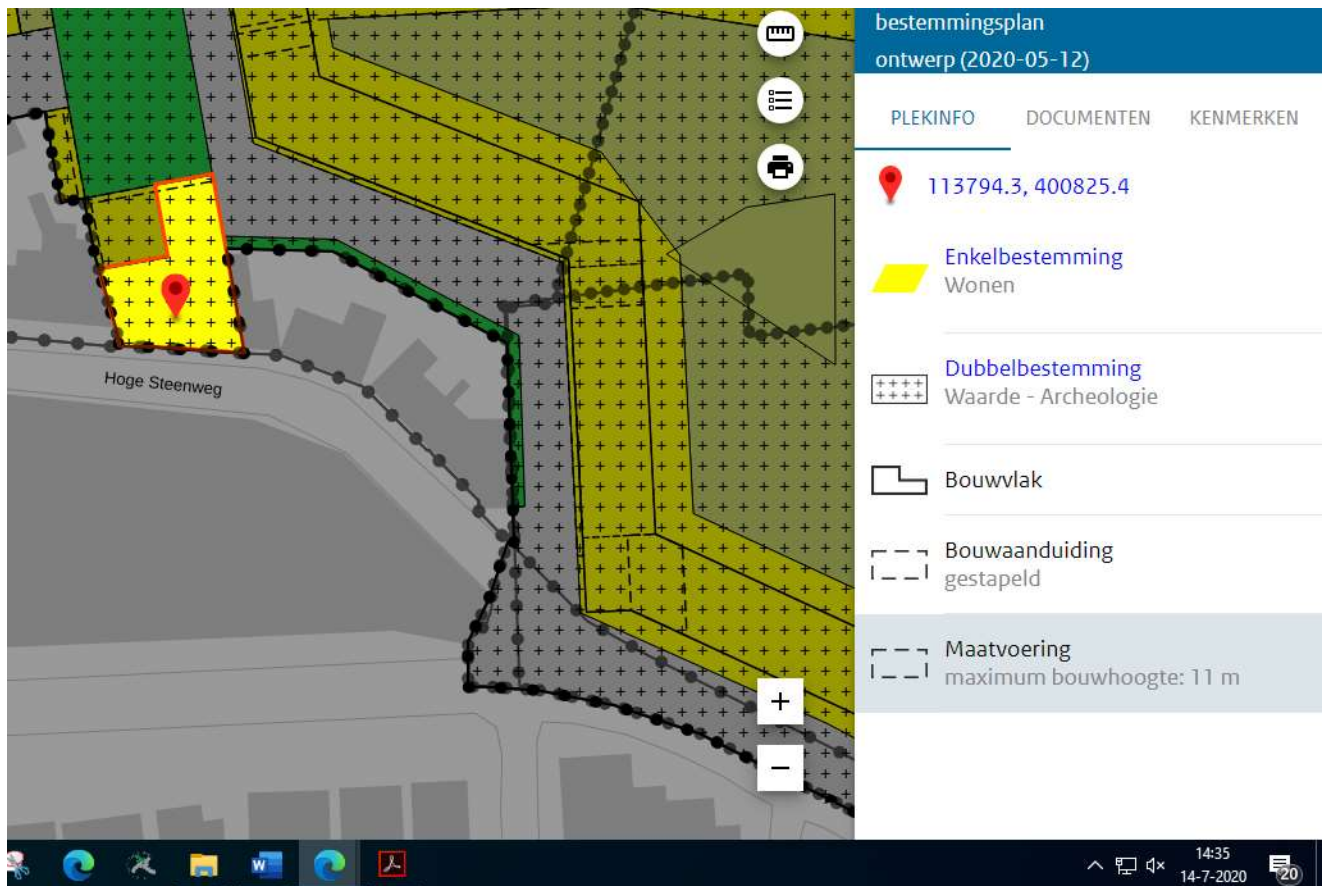 bestemmingsplan
ontwerp (2020-05-12)
PLEKINFO DOCUMENTEN KENMERKEN
113794.3, 400825.4
Enkelbestemming
Wonen
Dubbelbestemming
Waarde - Archeologie
Bouwvlak
Bouwaanduiding
gestapeld
Maatvoering
maximum bouwhoogte: 11 m
Hoge Steenweg
+
−
W
14:35
14-7-2020
20